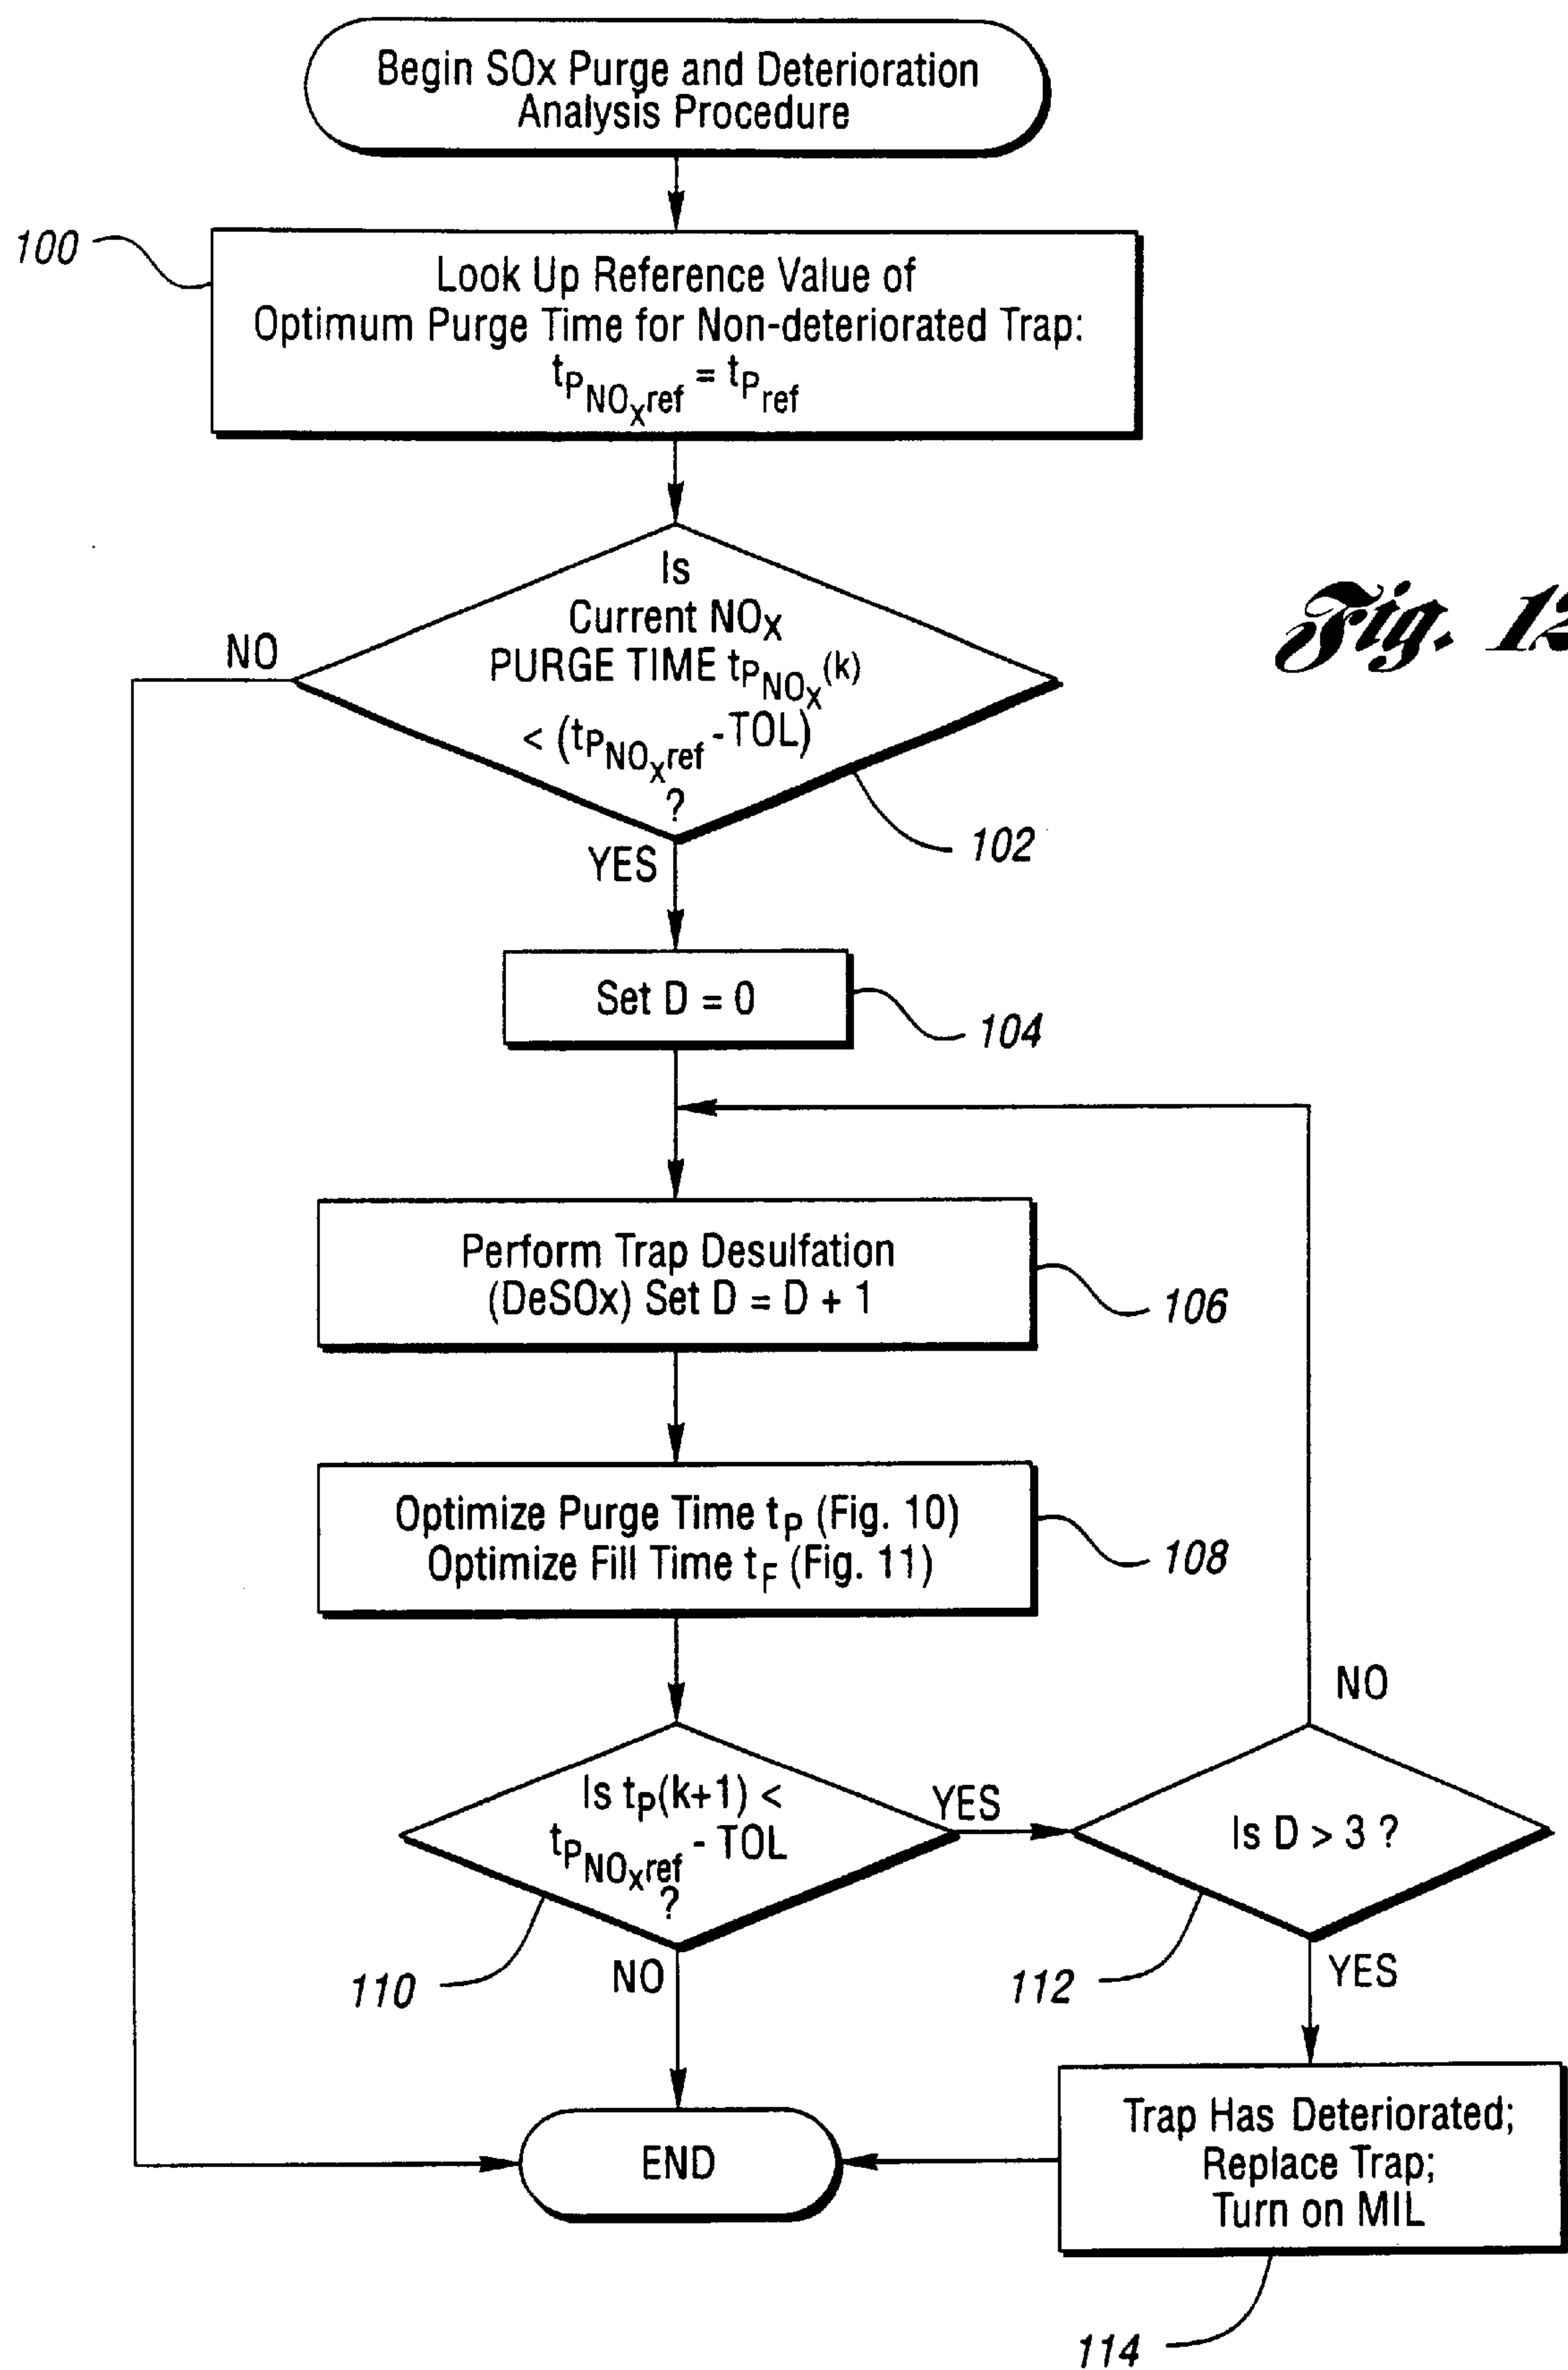 Begin SOx Purge and Deterioration
Analysis Procedure
100
Look Up Reference Value of
Optimum Purge Time for Non-deteriorated Trap:
tPNOxref = tPref
Is
Current NOx
PURGE TIME tPNOx(k)
< (tPNOxref - TOL)
?
NO
102
Fig.
YES
Set D = 0
104
Perform Trap Desulfation
(DeSOx) Set D = D + 1
106
Optimize Purge Time tP (Fig. 10)
Optimize Fill Time tF (Fig. 11)
108
NO
Is tP(k+1) <
tPNOxref - TOL
?
YES
Is D > 3 ?
110
NO
112
YES
END
Trap Has Deteriorated;
Replace Trap;
Turn on MIL
114